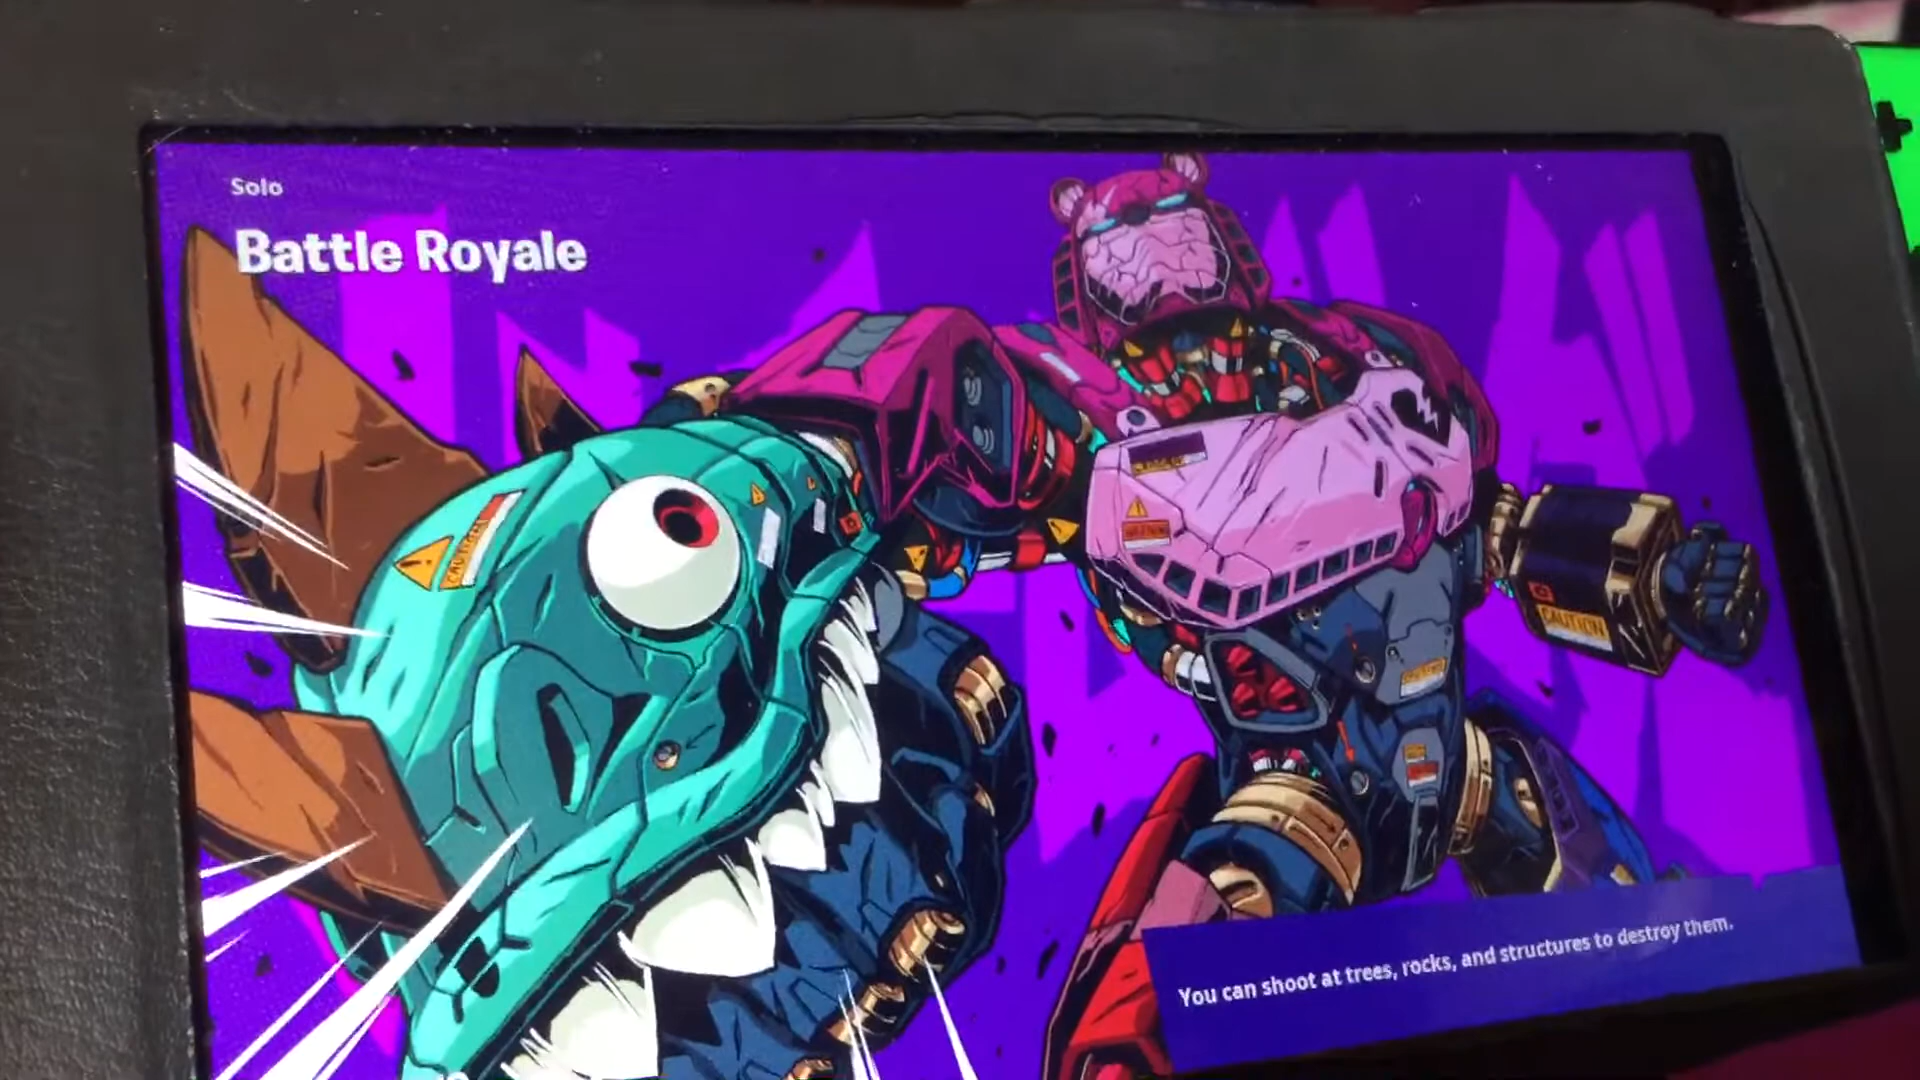 Solo
Battle Royale
CAUTION
CAUTION
You can shoot at trees, rocks, and structures to destroy them.